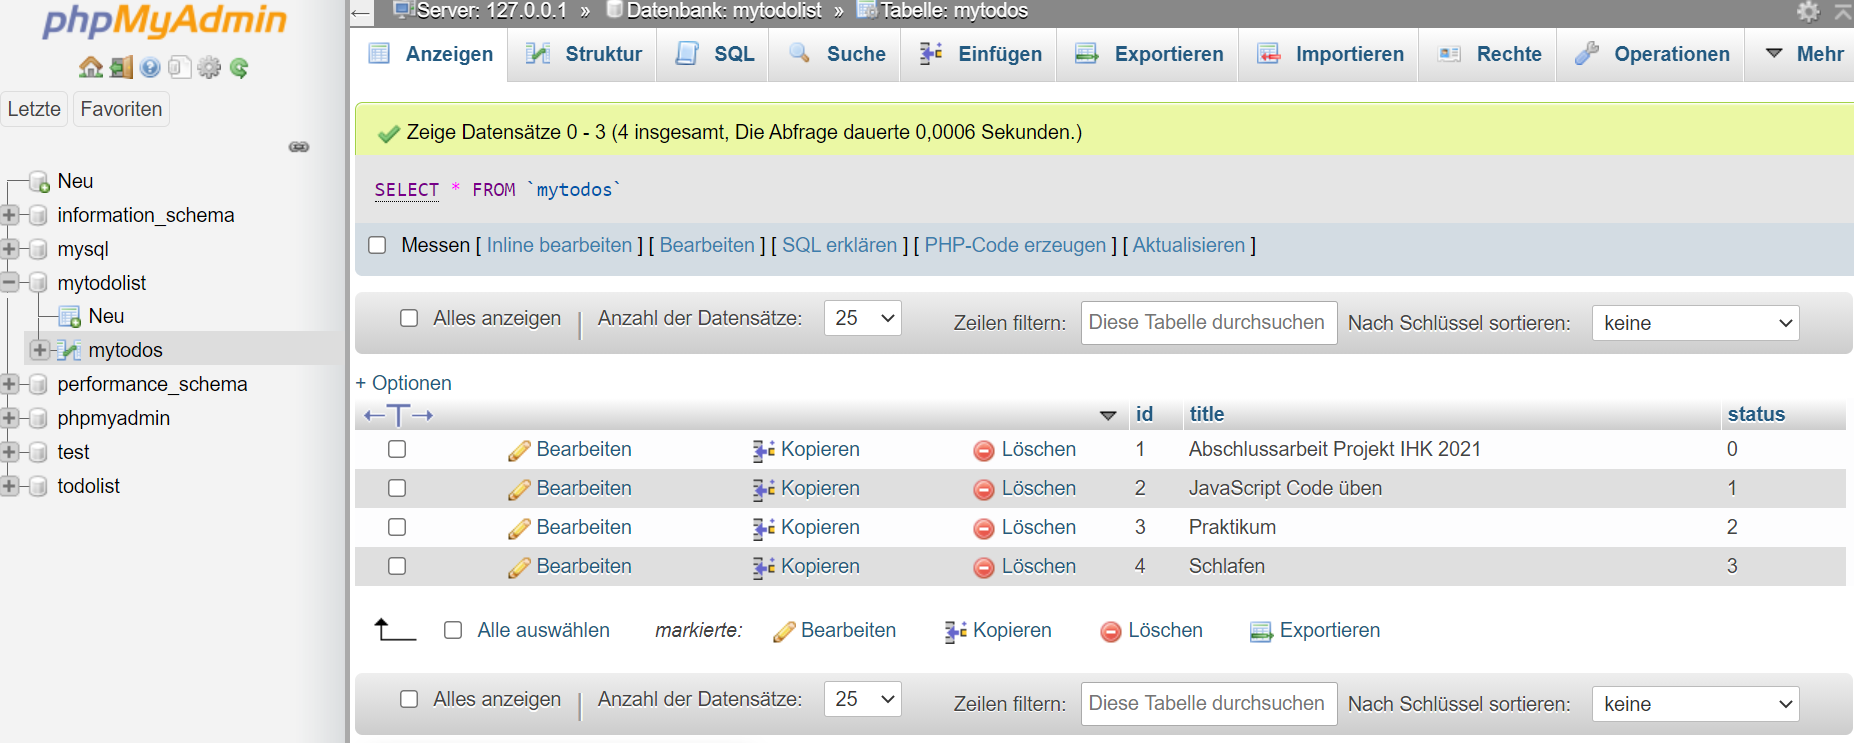 phpMyAdmin
Letzte Favoriten
Neu
information_schema
mysql
mytodolist
Neu
mytodos
performance_schema
phpmyadmin
test
todolist
Server: 127.0.0.1 » Datenbank: mytodolist » Tabelle: mytodos
Anzeigen Struktur SQL Suche Einfügen Exportieren Importieren Rechte Operationen Mehr
Zeige Datensätze 0 - 3 (4 insgesamt, Die Abfrage dauerte 0,0006 Sekunden.)
SELECT * FROM `mytodos`
Messen [ Inline bearbeiten ] [ Bearbeiten ] [ SQL erklären ] [ PHP-Code erzeugen ] [ Aktualisieren ]
Alles anzeigen | Anzahl der Datensätze: 25 Zeilen filtern: Diese Tabelle durchsuchen Nach Schlüssel sortieren: keine
+ Optionen
←T→ id title status
Bearbeiten Kopieren Löschen 1 Abschlussarbeit Projekt IHK 2021 0
Bearbeiten Kopieren Löschen 2 JavaScript Code üben 1
Bearbeiten Kopieren Löschen 3 Praktikum 2
Bearbeiten Kopieren Löschen 4 Schlafen 3
Alle auswählen markierte: Bearbeiten Kopieren Löschen Exportieren
Alles anzeigen | Anzahl der Datensätze: 25 Zeilen filtern: Diese Tabelle durchsuchen Nach Schlüssel sortieren: keine